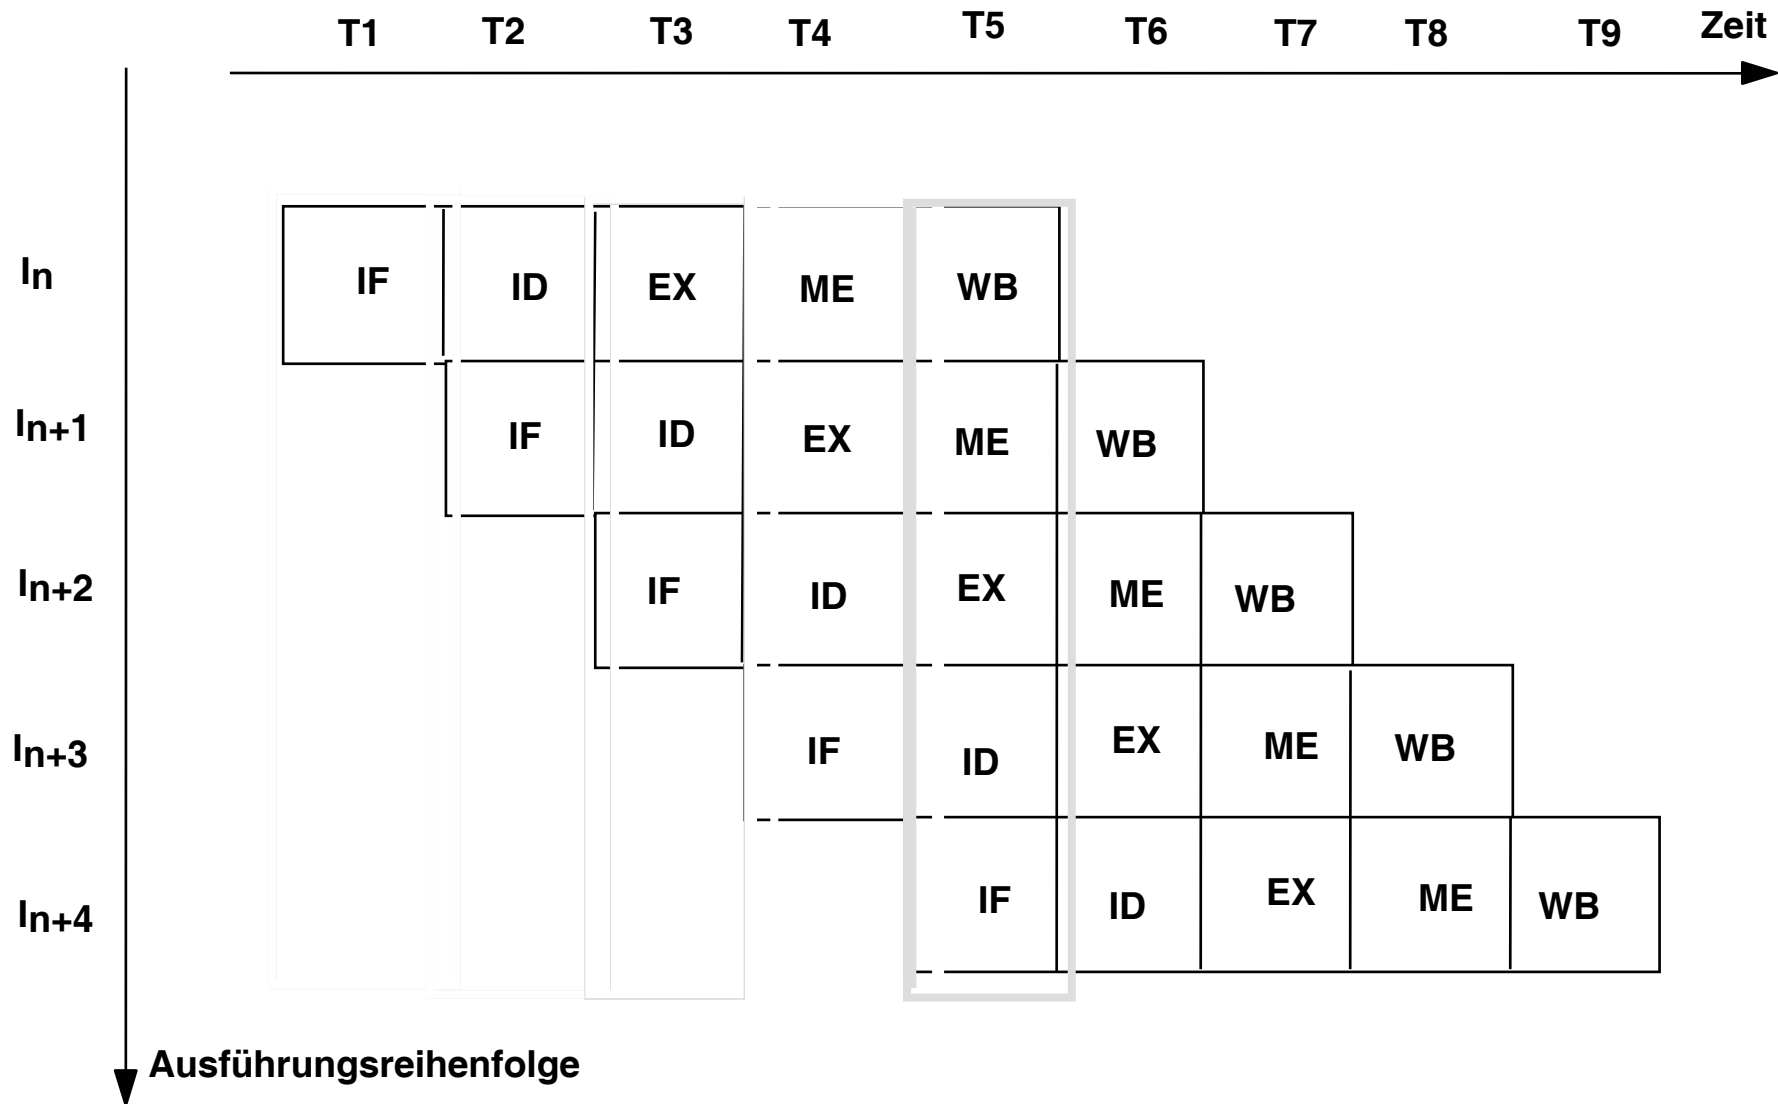 T1 T2 T3 T4 T5 T6 T7 T8 T9 Zeit
In IF ID EX ME WB
In+1 IF ID EX ME WB
In+2 IF ID EX ME WB
In+3 IF ID EX ME WB
In+4 IF ID EX ME WB
Ausführungsreihenfolge